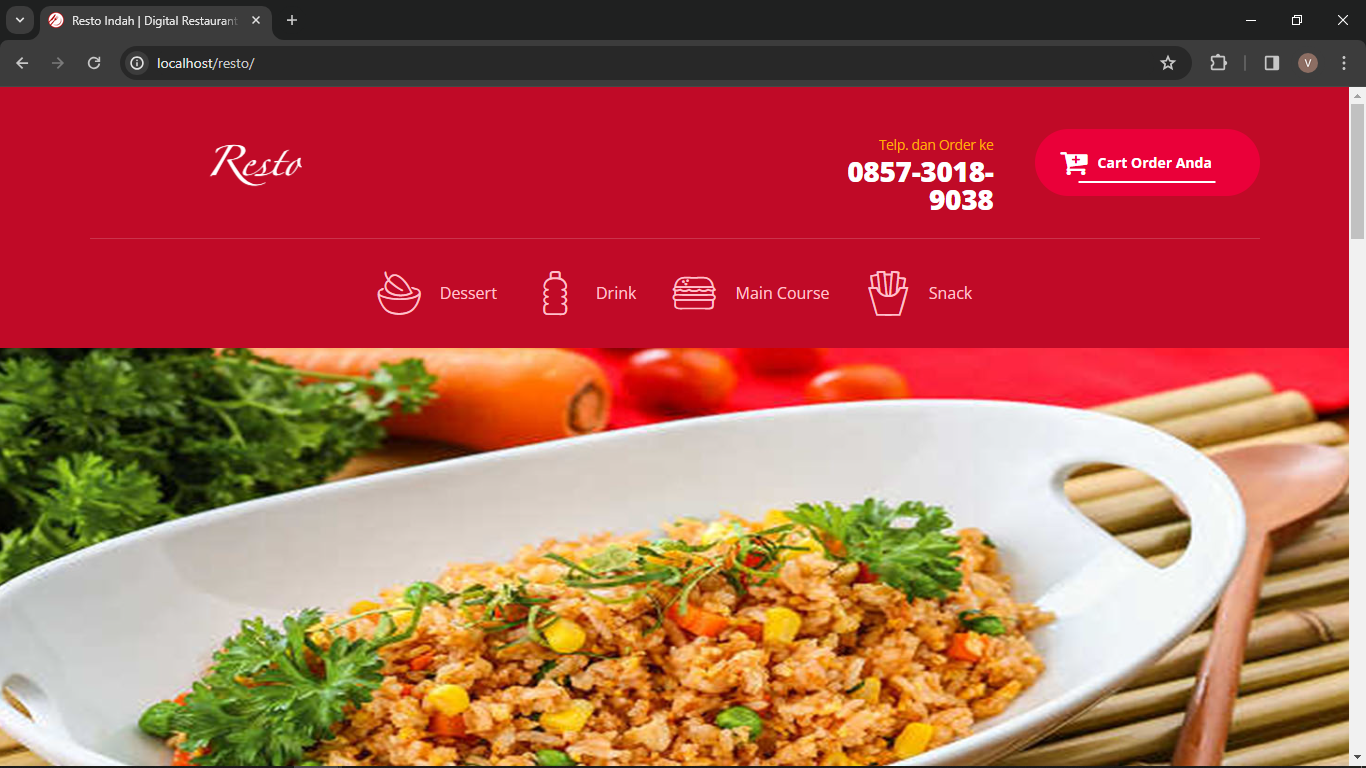 Resto Indah | Digital Restaurant
localhost/resto/
V
Resto
Telp. dan Order ke
0857-3018-
9038
Cart Order Anda
Dessert
Drink
Main Course
Snack